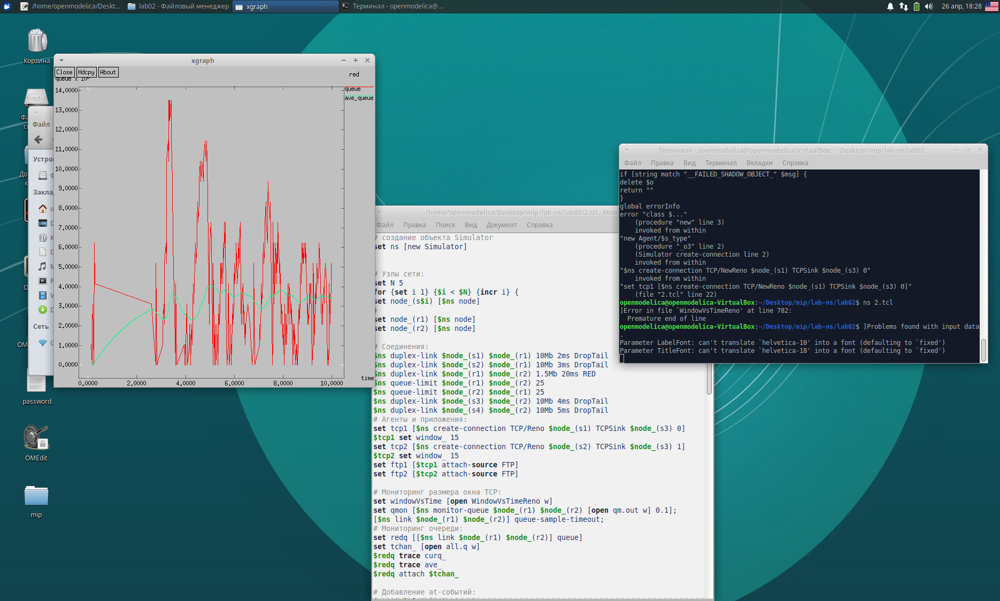 /home/openmodelica/Deskt...
lab02 - Файловый менеджер
xgraph
Терминал - openmodelica@...
26 апр, 18:28
Корзина
password
OMEdit
mip
Файл
Устро
Заклад
Сеть
xgraph
Close
Hdcpy
About
red
queue x 10
queue
ave_queue
14.0000
13.0000
12.0000
11.0000
10.0000
9.0000
8.0000
7.0000
6.0000
5.0000
4.0000
3.0000
2.0000
1.0000
0.0000
time
0.0000
2.0000
4.0000
6.0000
8.0000
10.0000
/home/openmodelica/Desktop/mip/lab-ns/lab02/2.tcl - Mou
Файл Правка Поиск Вид Документ Справка
# создание объекта Simulator
set ns [new Simulator]
# Узлы сети:
set N 5
for {set i 1} {$i < $N} {incr i} {
set node_(s$i) [$ns node]
}
set node_(r1) [$ns node]
set node_(r2) [$ns node]
# Соединения:
$ns duplex-link $node_(s1) $node_(r1) 10Mb 2ms DropTail
$ns duplex-link $node_(s2) $node_(r1) 10Mb 3ms DropTail
$ns duplex-link $node_(r1) $node_(r2) 1.5Mb 20ms RED
$ns queue-limit $node_(r1) $node_(r2) 25
$ns queue-limit $node_(r2) $node_(r1) 25
$ns duplex-link $node_(s3) $node_(r2) 10Mb 4ms DropTail
$ns duplex-link $node_(s4) $node_(r2) 10Mb 5ms DropTail
# Агенты и приложения:
set tcp1 [$ns create-connection TCP/Reno $node_(s1) TCPSink $node_(s3) 0]
$tcp1 set window_ 15
set tcp2 [$ns create-connection TCP/Reno $node_(s2) TCPSink $node_(s3) 1]
$tcp2 set window_ 15
set ftp1 [$tcp1 attach-source FTP]
set ftp2 [$tcp2 attach-source FTP]
# Мониторинг размера окна TCP:
set windowVsTime [open WindowVsTimeReno w]
set qmon [$ns monitor-queue $node_(r1) $node_(r2) [open qm.out w] 0.1];
[$ns link $node_(r1) $node_(r2)] queue-sample-timeout;
# Мониторинг очереди:
set redq [[$ns link $node_(r1) $node_(r2)] queue]
set tchan_ [open all.q w]
$redq trace curq_
$redq trace ave_
$redq attach $tchan_
# Добавление at-событий:
Терминал - openmodelica@openmodelica-VirtualBox: ~/Desktop/mip/lab-ns/lab02
Файл Правка Вид Терминал Вкладки Справка
if [string match "__FAILED_SHADOW_OBJECT_" $msg] {
delete $o
return ""
}
global errorInfo
error "class $..."
(procedure "new" line 3)
invoked from within
"new Agent/$s_type"
(procedure "_o3" line 2)
(Simulator create-connection line 2)
invoked from within
"$ns create-connection TCP/NewReno $node_(s1) TCPSink $node_(s3) 0"
invoked from within
"set tcp1 [$ns create-connection TCP/NewReno $node_(s1) TCPSink $node_(s3) 0]"
(file "2.tcl" line 22)
openmodelica@openmodelica-VirtualBox:~/Desktop/mip/lab-ns/lab02$ ns 2.tcl
]Error in file `WindowVsTimeReno' at line 782:
Premature end of line
openmodelica@openmodelica-VirtualBox:~/Desktop/mip/lab-ns/lab02$ ]Problems found with input data
.
Parameter LabelFont: can't translate `helvetica-10' into a font (defaulting to `fixed')
Parameter TitleFont: can't translate `helvetica-18' into a font (defaulting to `fixed')